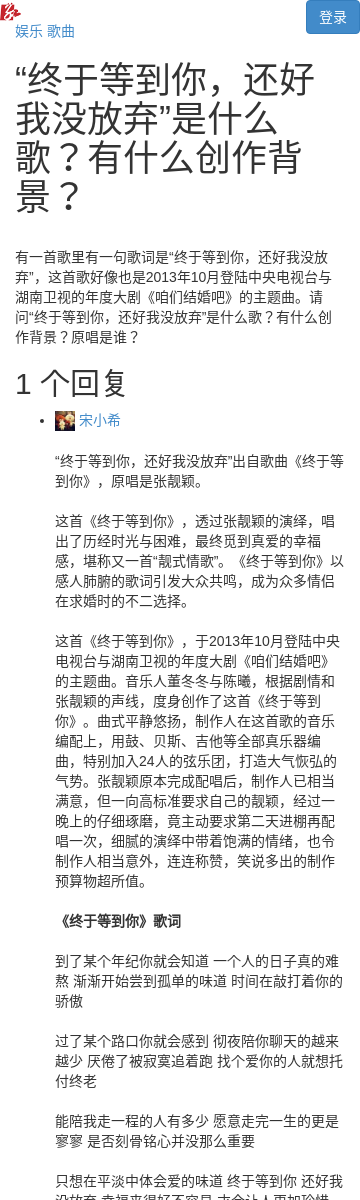 登录
娱乐 歌曲
“终于等到你，还好
我没放弃”是什么
歌？有什么创作背
景？
有一首歌里有一句歌词是“终于等到你，还好我没放
弃”，这首歌好像也是2013年10月登陆中央电视台与
湖南卫视的年度大剧《咱们结婚吧》的主题曲。请
问“终于等到你，还好我没放弃”是什么歌？有什么创
作背景？原唱是谁？
1 个回复
宋小希
“终于等到你，还好我没放弃”出自歌曲《终于等
到你》，原唱是张靓颖。
这首《终于等到你》，透过张靓颖的演绎，唱
出了历经时光与困难，最终觅到真爱的幸福
感，堪称又一首“靓式情歌”。《终于等到你》以
感人肺腑的歌词引发大众共鸣，成为众多情侣
在求婚时的不二选择。
这首《终于等到你》，于2013年10月登陆中央
电视台与湖南卫视的年度大剧《咱们结婚吧》
的主题曲。音乐人董冬冬与陈曦，根据剧情和
张靓颖的声线，度身创作了这首《终于等到
你》。曲式平静悠扬，制作人在这首歌的音乐
编配上，用鼓、贝斯、吉他等全部真乐器编
曲，特别加入24人的弦乐团，打造大气恢弘的
气势。张靓颖原本完成配唱后，制作人已相当
满意，但一向高标准要求自己的靓颖，经过一
晚上的仔细琢磨，竟主动要求第二天进棚再配
唱一次，细腻的演绎中带着饱满的情绪，也令
制作人相当意外，连连称赞，笑说多出的制作
预算物超所值。
《终于等到你》歌词
到了某个年纪你就会知道 一个人的日子真的难
熬 渐渐开始尝到孤单的味道 时间在敲打着你的
骄傲
过了某个路口你就会感到 彻夜陪你聊天的越来
越少 厌倦了被寂寞追着跑 找个爱你的人就想托
付终老
能陪我走一程的人有多少 愿意走完一生的更是
寥寥 是否刻骨铭心并没那么重要
只想在平淡中体会爱的味道 终于等到你 还好我